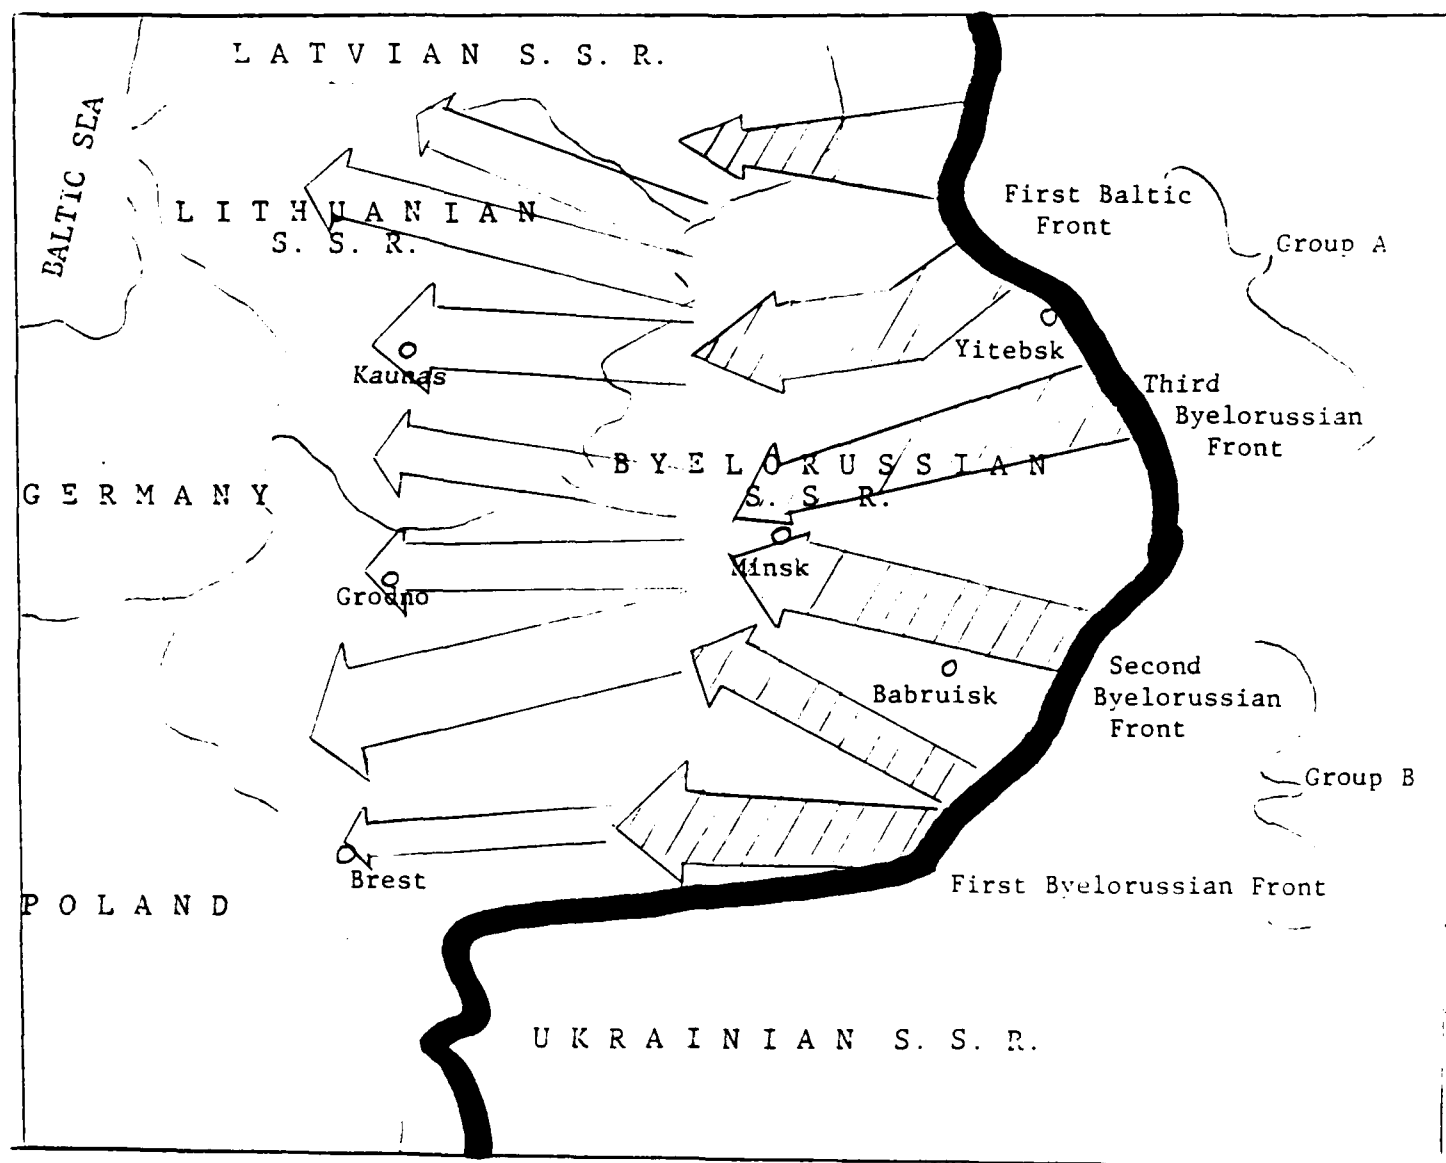 LATVIAN S. S. R.
BALTIC SEA
LITHUANIAN
S. S. R.
First Baltic
Front
Group A
Yitebsk
Kaunas
Third
Byelorussian
Front
BYELORUSSIAN
S. S. R.
GERMANY
Minsk
Grodno
Second
Byelorussian
Front
Babruisk
Group B
Brest
First Byelorussian Front
POLAND
UKRAINIAN S. S. R.